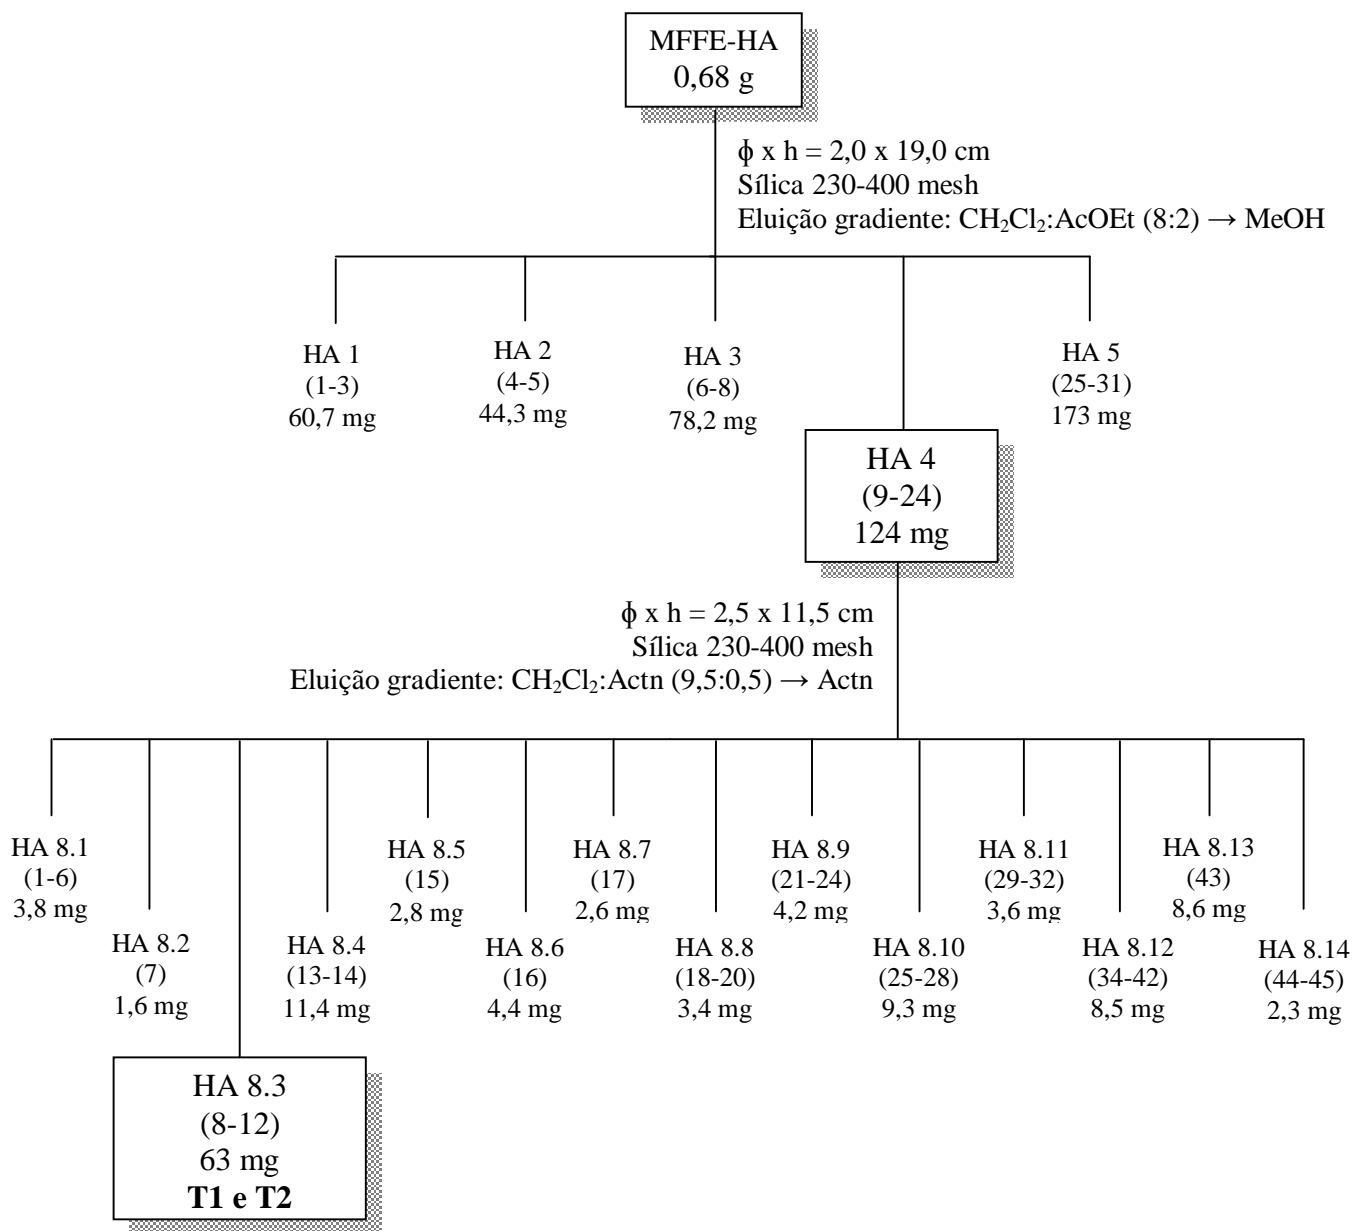 MFFE-HA
0,68 g
ϕ x h = 2,0 x 19,0 cm
Sílica 230-400 mesh
Eluição gradiente: CH₂Cl₂:AcOEt (8:2) → MeOH
HA 1
(1-3)
60,7 mg
HA 2
(4-5)
44,3 mg
HA 3
(6-8)
78,2 mg
HA 4
(9-24)
124 mg
HA 5
(25-31)
173 mg
ϕ x h = 2,5 x 11,5 cm
Sílica 230-400 mesh
Eluição gradiente: CH₂Cl₂:Actn (9,5:0,5) → Actn
HA 8.1
(1-6)
3,8 mg
HA 8.2
(7)
1,6 mg
HA 8.3
(8-12)
63 mg
T1 e T2
HA 8.4
(13-14)
11,4 mg
HA 8.5
(15)
2,8 mg
HA 8.6
(16)
4,4 mg
HA 8.7
(17)
2,6 mg
HA 8.8
(18-20)
3,4 mg
HA 8.9
(21-24)
4,2 mg
HA 8.10
(25-28)
9,3 mg
HA 8.11
(29-32)
3,6 mg
HA 8.12
(34-42)
8,5 mg
HA 8.13
(43)
8,6 mg
HA 8.14
(44-45)
2,3 mg